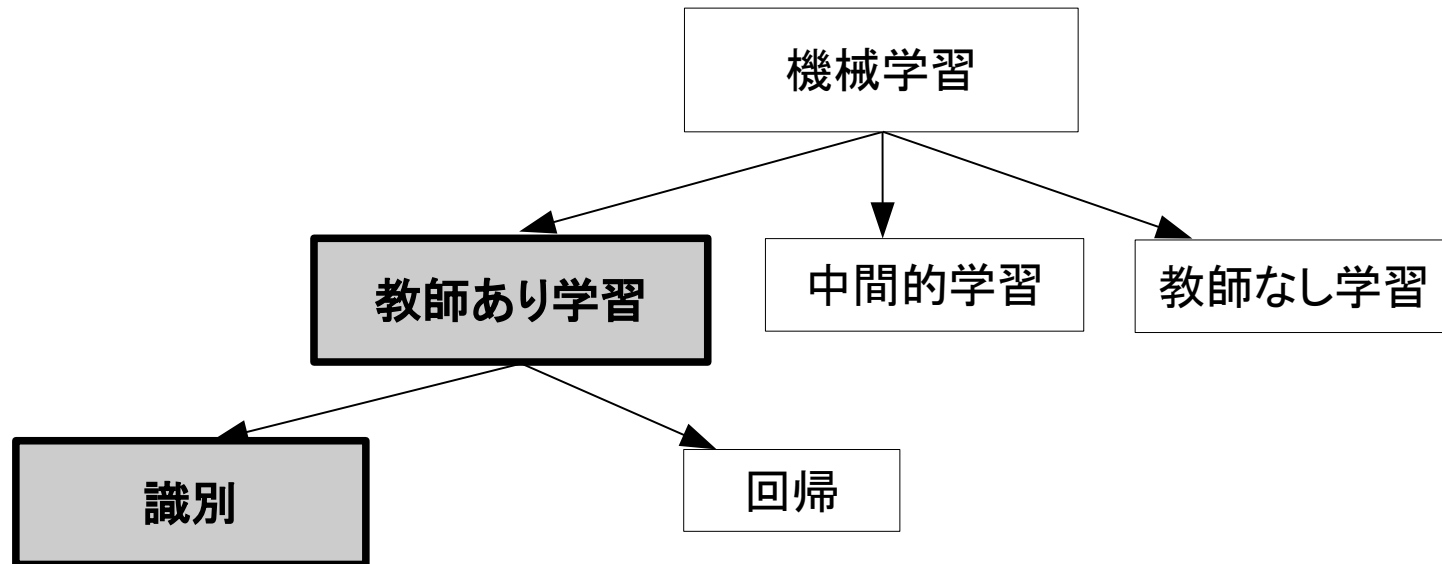 機械学習
教師あり学習
中間的学習
教師なし学習
識別
回帰